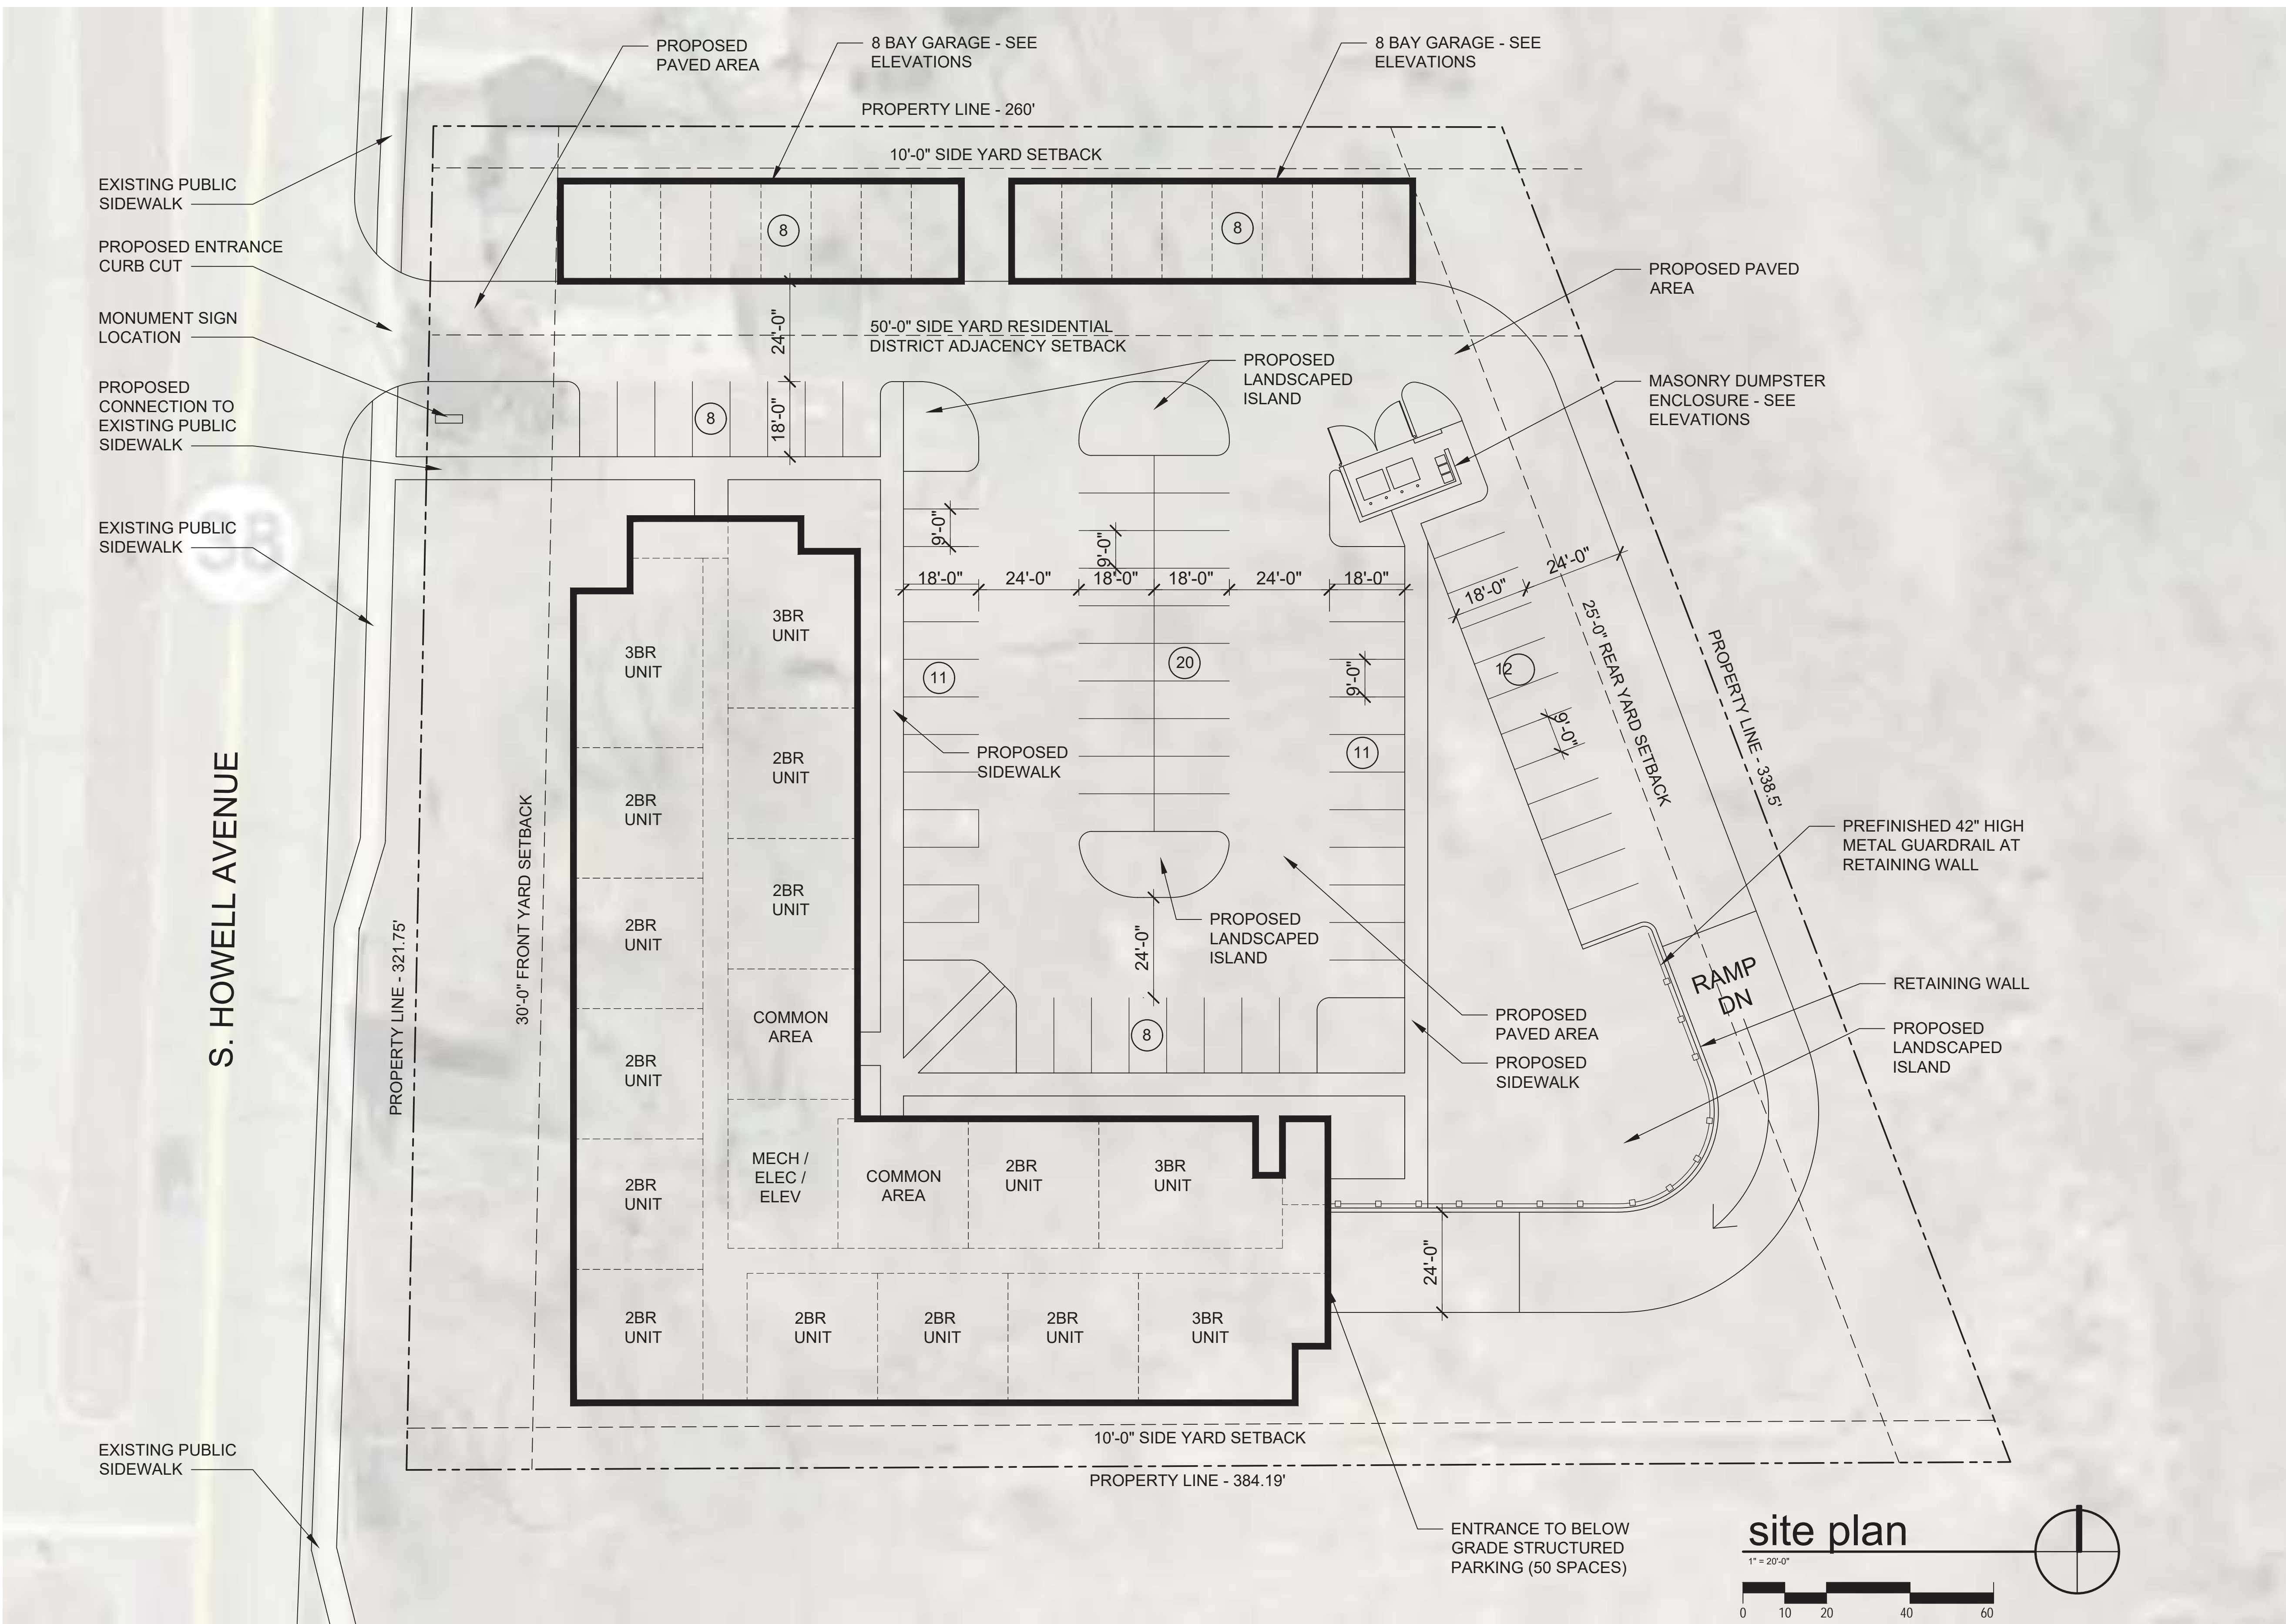 PROPOSED
PAVED AREA
8 BAY GARAGE - SEE
ELEVATIONS
8 BAY GARAGE - SEE
ELEVATIONS
PROPERTY LINE - 260'
10'-0" SIDE YARD SETBACK
EXISTING PUBLIC
SIDEWALK
8
8
PROPOSED ENTRANCE
CURB CUT
PROPOSED PAVED
AREA
MONUMENT SIGN
LOCATION
24'-0"
50'-0" SIDE YARD RESIDENTIAL
DISTRICT ADJACENCY SETBACK
PROPOSED
LANDSCAPED
ISLAND
MASONRY DUMPSTER
ENCLOSURE - SEE
ELEVATIONS
PROPOSED
CONNECTION TO
EXISTING PUBLIC
SIDEWALK
8
18'-0"
EXISTING PUBLIC
SIDEWALK
38
9'-0"
9'-0"
18'-0"
24'-0"
18'-0"
18'-0"
24'-0"
18'-0"
18'-0"
24'-0"
3BR
UNIT
3BR
UNIT
11
20
9'-0"
12
25'-0" REAR YARD SETBACK
PROPERTY LINE - 338.5'
9'-0"
2BR
UNIT
PROPOSED
SIDEWALK
11
2BR
UNIT
S. HOWELL AVENUE
PROPERTY LINE - 321.75'
30'-0" FRONT YARD SETBACK
PREFINISHED 42" HIGH
METAL GUARDRAIL AT
RETAINING WALL
2BR
UNIT
2BR
UNIT
PROPOSED
LANDSCAPED
ISLAND
24'-0"
RAMP
DN
RETAINING WALL
COMMON
AREA
8
PROPOSED
PAVED AREA
PROPOSED
LANDSCAPED
ISLAND
2BR
UNIT
PROPOSED
SIDEWALK
MECH /
ELEC /
ELEV
COMMON
AREA
2BR
UNIT
3BR
UNIT
2BR
UNIT
24'-0"
2BR
UNIT
2BR
UNIT
2BR
UNIT
2BR
UNIT
3BR
UNIT
10'-0" SIDE YARD SETBACK
EXISTING PUBLIC
SIDEWALK
PROPERTY LINE - 384.19'
ENTRANCE TO BELOW
GRADE STRUCTURED
PARKING (50 SPACES)
site plan
1" = 20'-0"
0 10 20 40 60